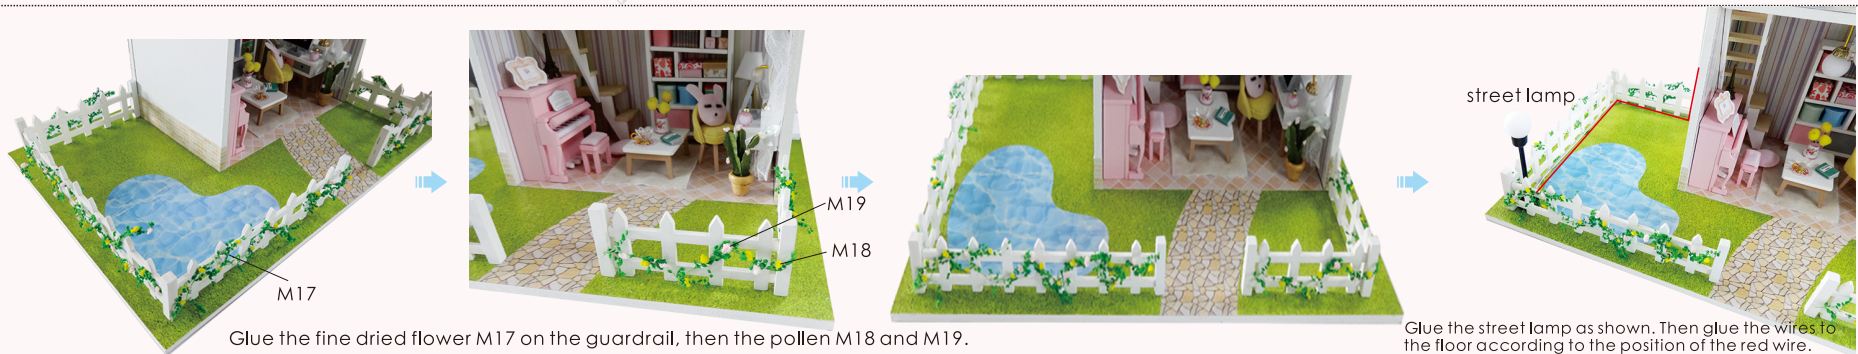 M17
M19
M18
street lamp
Glue the fine dried flower M17 on the guardrail, then the pollen M18 and M19.
Glue the street lamp as shown. Then glue the wires to
the floor according to the position of the red wire.